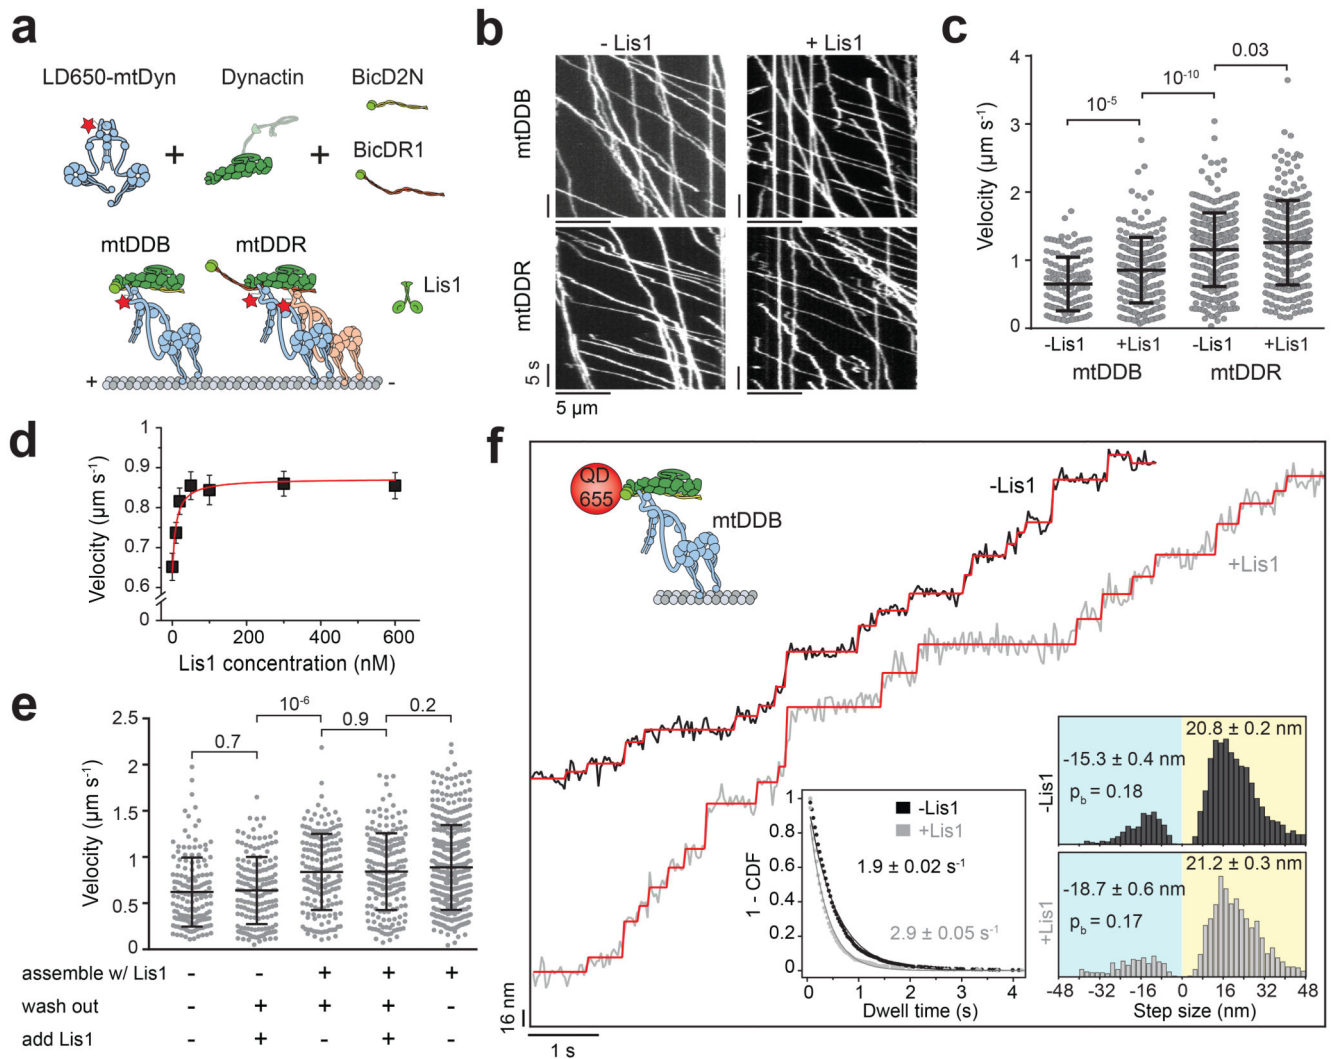 a
LD650-mtDyn
Dynactin
BicD2N
+
+
BicDR1
mtDDB
mtDDR
Lis1
+
-
b
- Lis1
+ Lis1
mtDDB
mtDDR
5 s
5 μm
c
Velocity (μm s⁻¹)
4
3
2
1
0
10⁻⁵
10⁻¹⁰
0.03
-Lis1
+Lis1
-Lis1
+Lis1
mtDDB
mtDDR
d
Velocity (μm s⁻¹)
1
0.9
0.8
0.7
0.6
0
0
200
400
600
Lis1 concentration (nM)
e
Velocity (μm s⁻¹)
2.5
2
1.5
1
0.5
0
0.7
10⁻⁶
0.9
0.2
assemble w/ Lis1 - - + + +
wash out - + + + -
add Lis1 - + - + -
f
QD
655
mtDDB
-Lis1
+Lis1
16 nm
1 s
1 - CDF
1
0.8
0.6
0.4
0.2
0
-Lis1
+Lis1
1.9 ± 0.02 s⁻¹
2.9 ± 0.05 s⁻¹
0 1 2 3 4
Dwell time (s)
-Lis1
20.8 ± 0.2 nm
-15.3 ± 0.4 nm
p_b = 0.18
+Lis1
21.2 ± 0.3 nm
-18.7 ± 0.6 nm
p_b = 0.17
-48 -32 -16 0 16 32 48
Step size (nm)